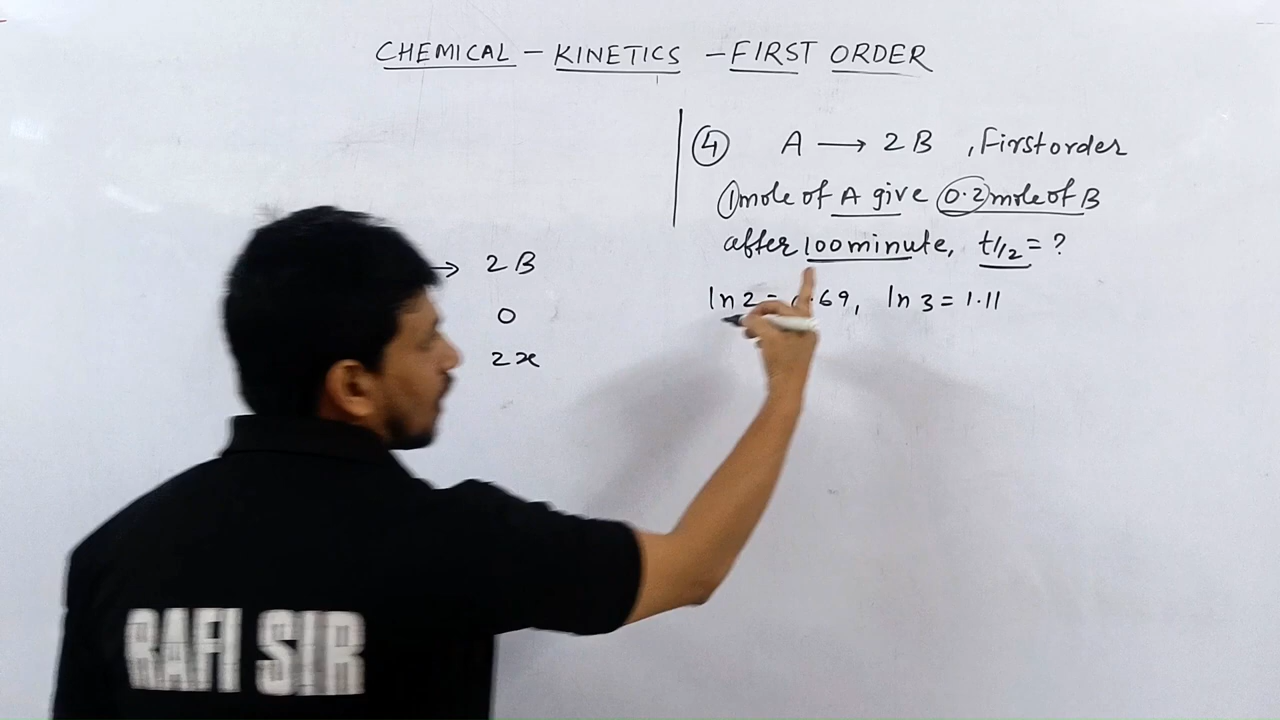 CHEMICAL - KINETICS - FIRST ORDER
④ A → 2B , First order
1 mole of A give 0.2 mole of B
after 100 minute, t1/2 = ?
ln 2 = .69, ln 3 = 1.11
→ 2B
0
2x
RAFI SIR